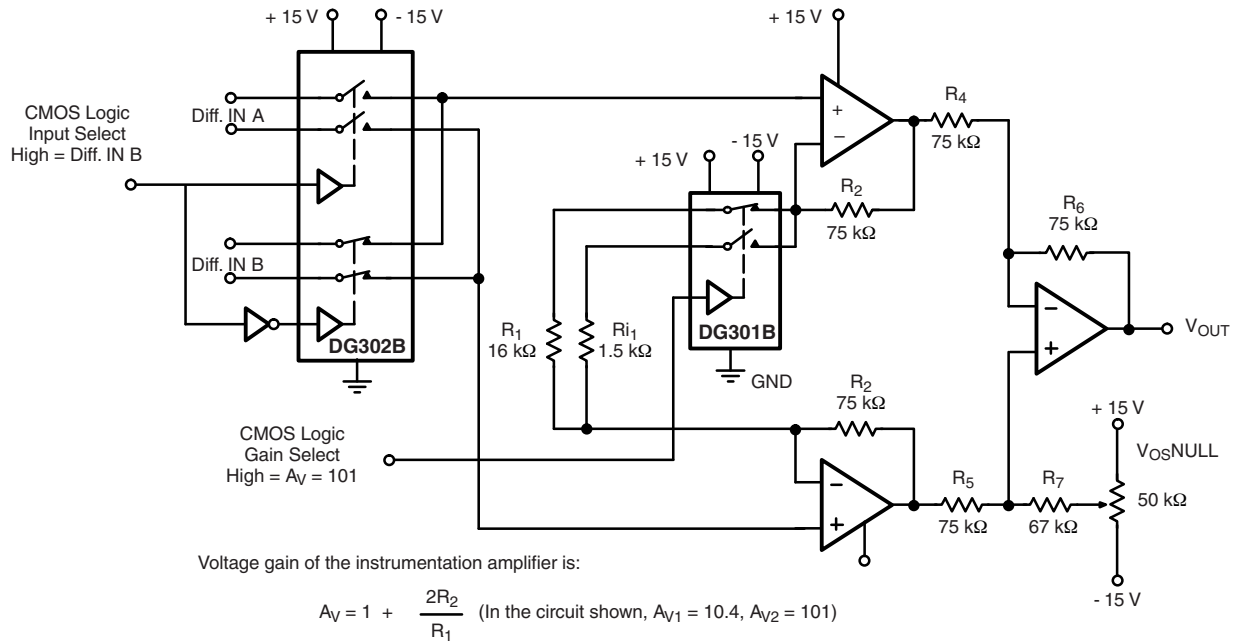 + 15 V
- 15 V
+ 15 V
CMOS Logic
Input Select
High = Diff. IN B
Diff. IN A
+
−
R4
75 kΩ
+ 15 V
- 15 V
R2
75 kΩ
R6
75 kΩ
Diff. IN B
DG302B
R1
16 kΩ
Ri1
1.5 kΩ
DG301B
GND
−
+
VOUT
R2
75 kΩ
+ 15 V
VOSNULL
CMOS Logic
Gain Select
High = AV = 101
−
+
R5
75 kΩ
R7
67 kΩ
50 kΩ
- 15 V
Voltage gain of the instrumentation amplifier is:
AV = 1 + 2R2 / R1 (In the circuit shown, AV1 = 10.4, AV2 = 101)